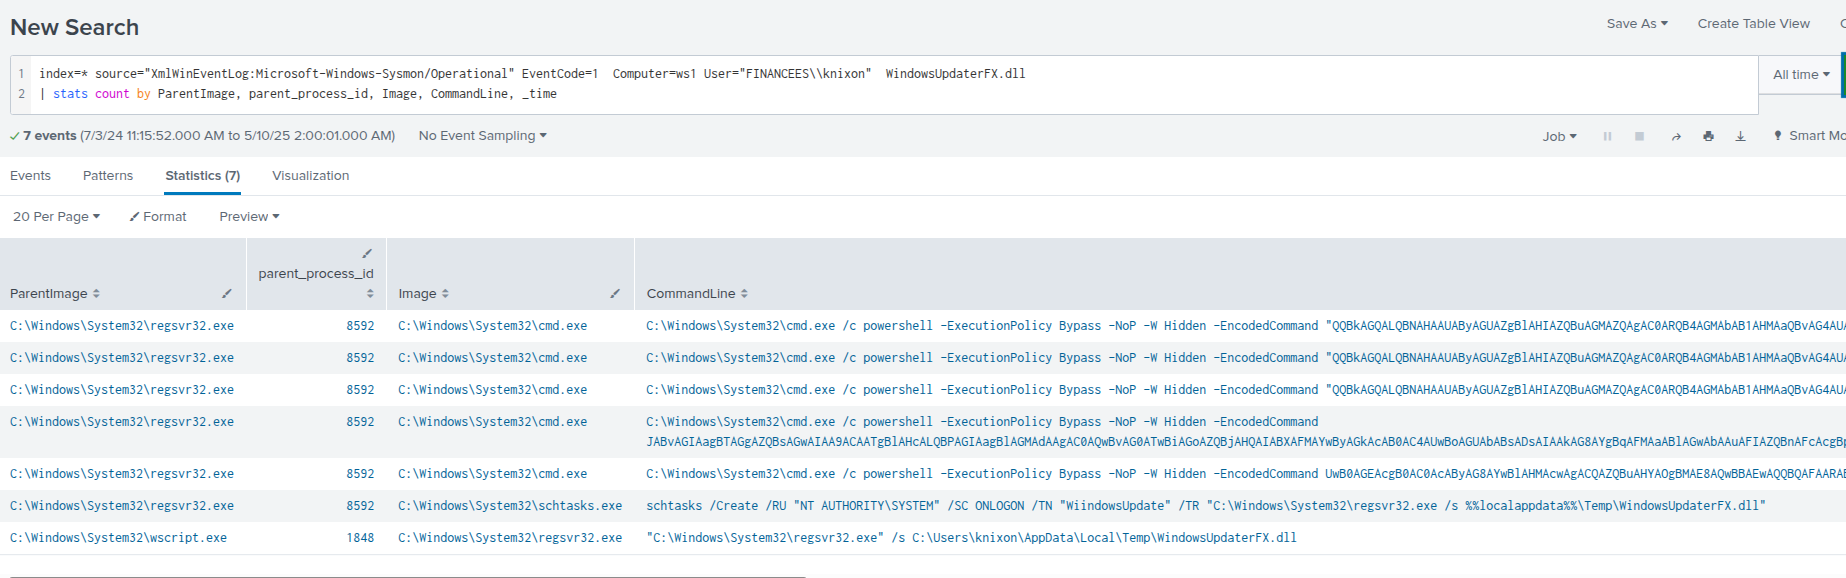 New Search
Save As
Create Table View
1 index=* source="XmlWinEventLog:Microsoft-Windows-Sysmon/Operational" EventCode=1  Computer=ws1 User="FINANCEES\\knixon"  WindowsUpdaterFX.dll
2 | stats count by ParentImage, parent_process_id, Image, CommandLine, _time
All time
7 events (7/3/24 11:15:52.000 AM to 5/10/25 2:00:01.000 AM)
No Event Sampling
Job
Smart Mo
Events Patterns Statistics (7) Visualization
20 Per Page Format Preview
ParentImage parent_process_id Image CommandLine
C:\Windows\System32\regsvr32.exe 8592 C:\Windows\System32\cmd.exe C:\Windows\System32\cmd.exe /c powershell -ExecutionPolicy Bypass -NoP -W Hidden -EncodedCommand "QQBkAGQALQBNAHAAUAByAGUAZgBlAHIAZQBuAGMAZQAgAC0ARQB4AGMAbAB1AHMAaQBvAG4AUA
C:\Windows\System32\regsvr32.exe 8592 C:\Windows\System32\cmd.exe C:\Windows\System32\cmd.exe /c powershell -ExecutionPolicy Bypass -NoP -W Hidden -EncodedCommand "QQBkAGQALQBNAHAAUAByAGUAZgBlAHIAZQBuAGMAZQAgAC0ARQB4AGMAbAB1AHMAaQBvAG4AUA
C:\Windows\System32\regsvr32.exe 8592 C:\Windows\System32\cmd.exe C:\Windows\System32\cmd.exe /c powershell -ExecutionPolicy Bypass -NoP -W Hidden -EncodedCommand "QQBkAGQALQBNAHAAUAByAGUAZgBlAHIAZQBuAGMAZQAgAC0ARQB4AGMAbAB1AHMAaQBvAG4AUA
C:\Windows\System32\regsvr32.exe 8592 C:\Windows\System32\cmd.exe C:\Windows\System32\cmd.exe /c powershell -ExecutionPolicy Bypass -NoP -W Hidden -EncodedCommand
JABvAGIAagBTAGgAZQBsAGwAIAA9ACAATgBlAHcALQBPAGIAagBlAGMAdAAgAC0AQwBvAG0ATwBiAGoAZQBjAHQAIABXAFMAYwByAGkAcAB0AC4AUwBoAGUAbABsADsAIAAkAG8AYgBqAFMAaABlAGwAbAAuAFIAZQBnAFcAcgBp
C:\Windows\System32\regsvr32.exe 8592 C:\Windows\System32\cmd.exe C:\Windows\System32\cmd.exe /c powershell -ExecutionPolicy Bypass -NoP -W Hidden -EncodedCommand UwB0AGEAcgB0AC0AcAByAG8AYwBlAHMAcwAgACQAZQBuAHYAOgBMAE8AQwBBAEwAQQBQAFAARABB
C:\Windows\System32\regsvr32.exe 8592 C:\Windows\System32\schtasks.exe schtasks /Create /RU "NT AUTHORITY\SYSTEM" /SC ONLOGON /TN "WiindowsUpdate" /TR "C:\Windows\System32\regsvr32.exe /s %%localappdata%%\Temp\WindowsUpdaterFX.dll"
C:\Windows\System32\wscript.exe 1848 C:\Windows\System32\regsvr32.exe "C:\Windows\System32\regsvr32.exe" /s C:\Users\knixon\AppData\Local\Temp\WindowsUpdaterFX.dll